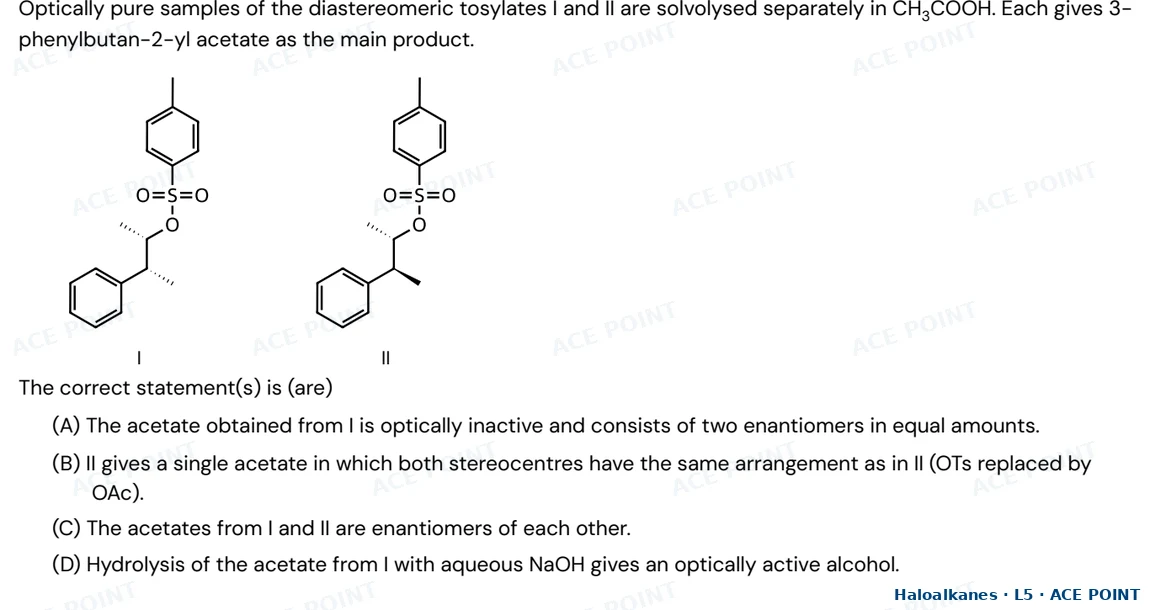 Optically pure samples of the diastereomeric tosylates I and II are solvolysed separately in CH₃COOH. Each gives 3-
phenylbutan-2-yl acetate as the main product.
O=S=O
O
O=S=O
O
I
II
The correct statement(s) is (are)
(A) The acetate obtained from I is optically inactive and consists of two enantiomers in equal amounts.
(B) II gives a single acetate in which both stereocentres have the same arrangement as in II (OTs replaced by
OAc).
(C) The acetates from I and II are enantiomers of each other.
(D) Hydrolysis of the acetate from I with aqueous NaOH gives an optically active alcohol.
Haloalkanes · L5 · ACE POINT
ACE POINT